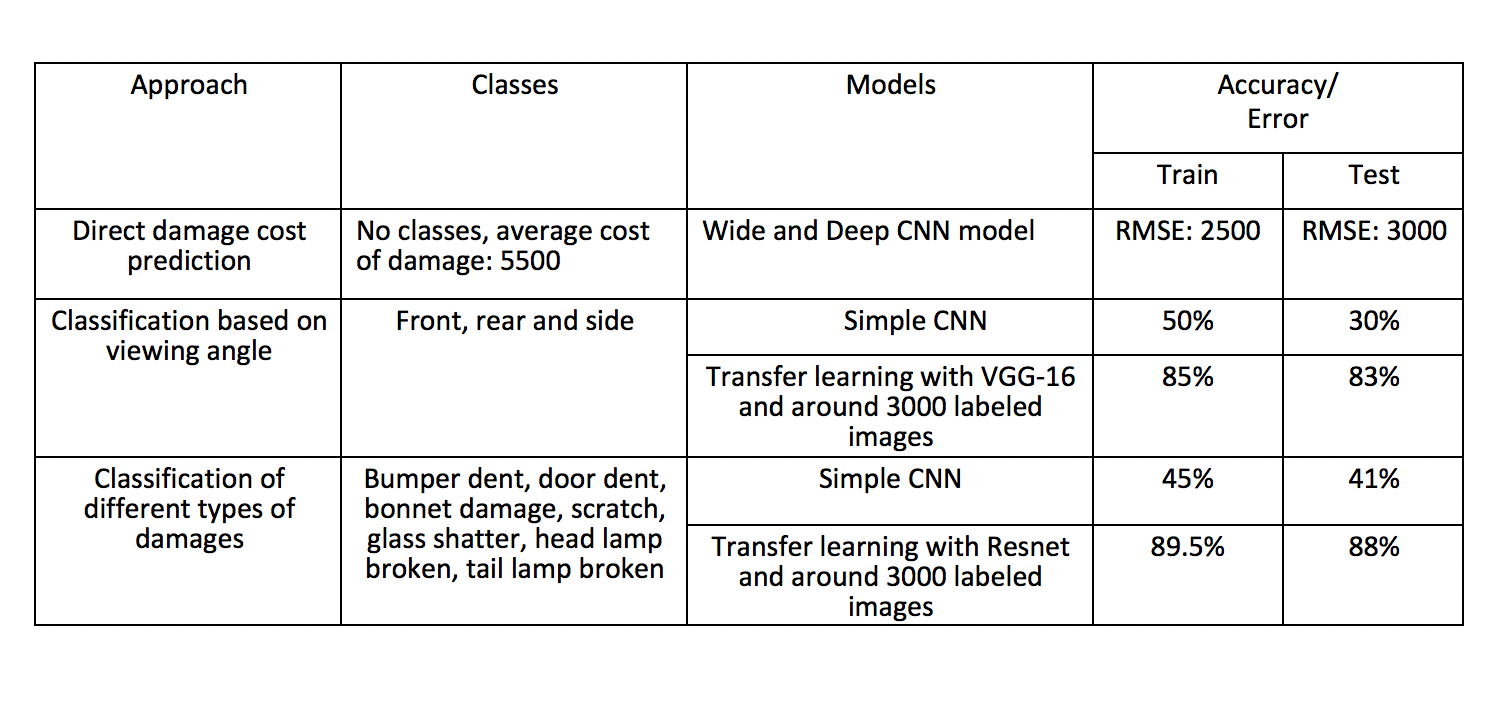 Approach
Classes
Models
Accuracy/
Error
Train
Test
Direct damage cost
prediction
No classes, average cost
of damage: 5500
Wide and Deep CNN model
RMSE: 2500
RMSE: 3000
Classification based on
viewing angle
Front, rear and side
Simple CNN
50%
30%
Transfer learning with VGG-16
and around 3000 labeled
images
85%
83%
Classification of
different types of
damages
Bumper dent, door dent,
bonnet damage, scratch,
glass shatter, head lamp
broken, tail lamp broken
Simple CNN
45%
41%
Transfer learning with Resnet
and around 3000 labeled
images
89.5%
88%